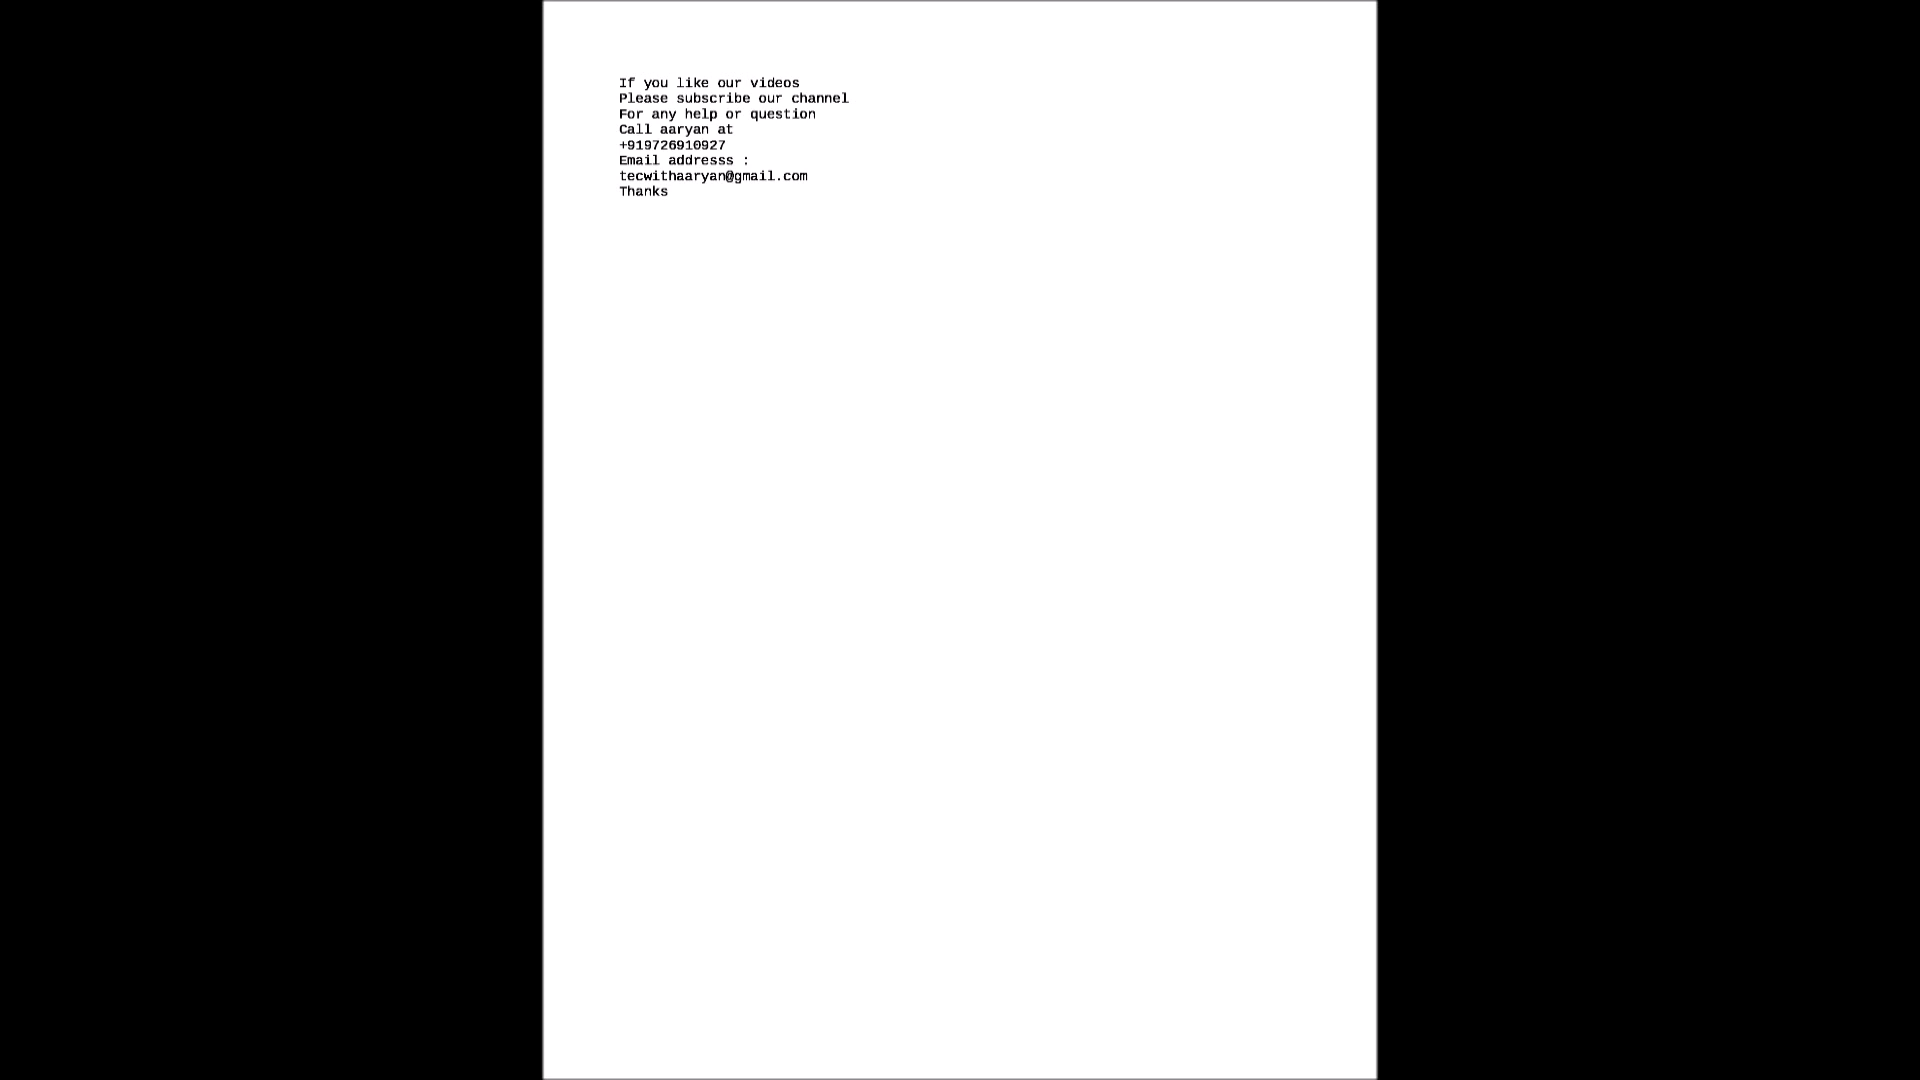 If you like our videos
Please subscribe our channel
For any help or question
Call aaryan at
+919726910927
Email addresss :
tecwithaaryan@gmail.com
Thanks